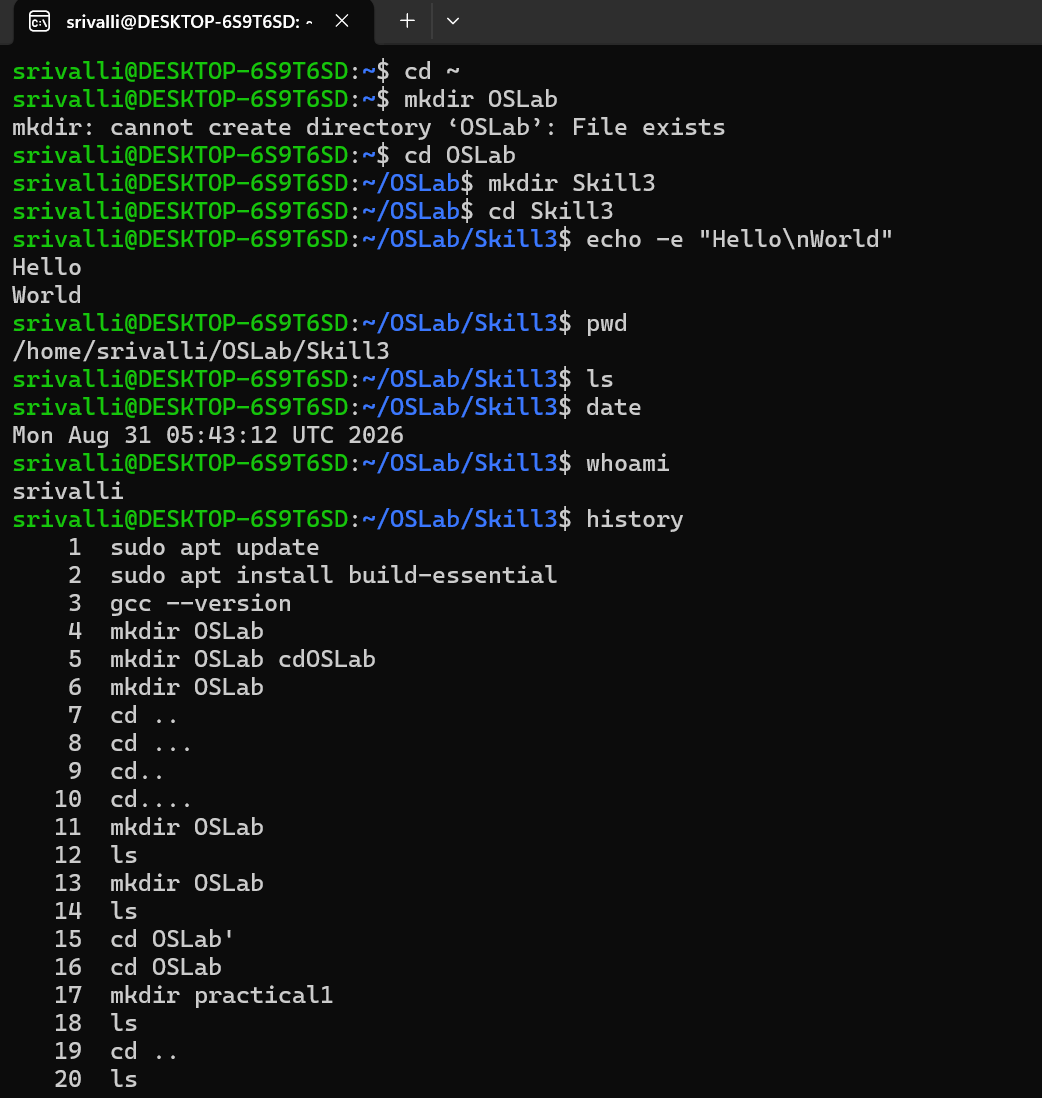 srivalli@DESKTOP-6S9T6SD: ~
srivalli@DESKTOP-6S9T6SD:~$ cd ~
srivalli@DESKTOP-6S9T6SD:~$ mkdir OSLab
mkdir: cannot create directory ‘OSLab’: File exists
srivalli@DESKTOP-6S9T6SD:~$ cd OSLab
srivalli@DESKTOP-6S9T6SD:~/OSLab$ mkdir Skill3
srivalli@DESKTOP-6S9T6SD:~/OSLab$ cd Skill3
srivalli@DESKTOP-6S9T6SD:~/OSLab/Skill3$ echo -e "Hello\nWorld"
Hello
World
srivalli@DESKTOP-6S9T6SD:~/OSLab/Skill3$ pwd
/home/srivalli/OSLab/Skill3
srivalli@DESKTOP-6S9T6SD:~/OSLab/Skill3$ ls
srivalli@DESKTOP-6S9T6SD:~/OSLab/Skill3$ date
Mon Aug 31 05:43:12 UTC 2026
srivalli@DESKTOP-6S9T6SD:~/OSLab/Skill3$ whoami
srivalli
srivalli@DESKTOP-6S9T6SD:~/OSLab/Skill3$ history
    1  sudo apt update
    2  sudo apt install build-essential
    3  gcc --version
    4  mkdir OSLab
    5  mkdir OSLab cdOSLab
    6  mkdir OSLab
    7  cd ..
    8  cd ...
    9  cd..
   10  cd....
   11  mkdir OSLab
   12  ls
   13  mkdir OSLab
   14  ls
   15  cd OSLab'
   16  cd OSLab
   17  mkdir practical1
   18  ls
   19  cd ..
   20  ls